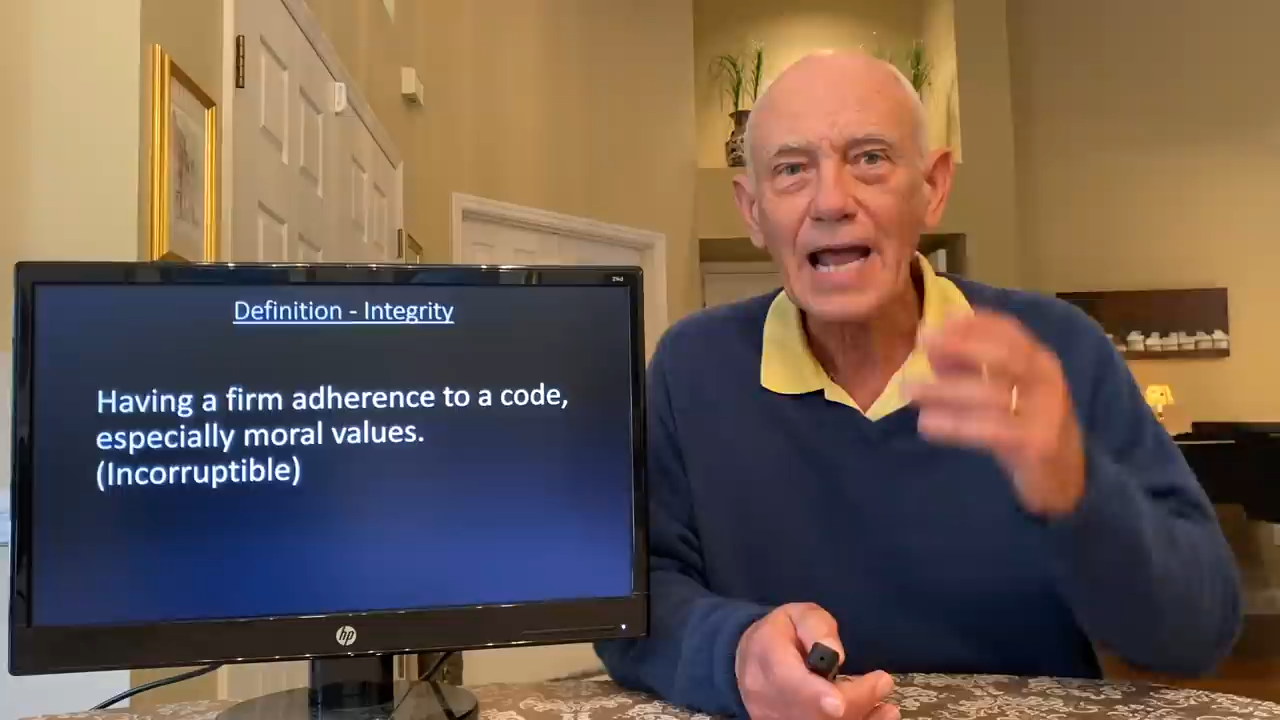 Definition - Integrity
Having a firm adherence to a code,
especially moral values.
(Incorruptible)
hp